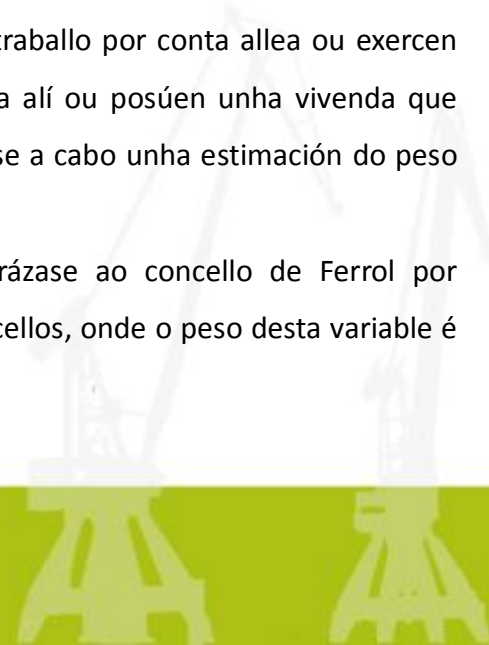 traballo por conta allea ou exercen
a alí ou posúen unha vivenda que
se a cabo unha estimación do peso
rázase ao concello de Ferrol por
cellos, onde o peso desta variable é